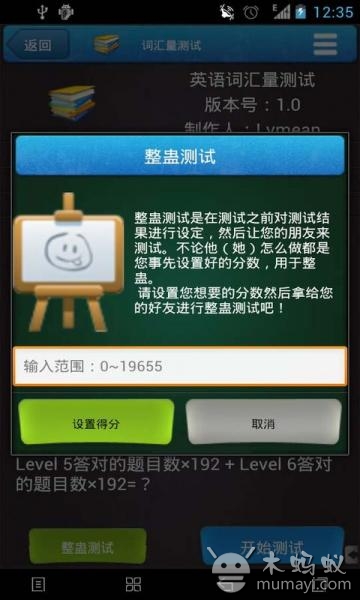 12:35
返回
词汇量测试
英语词汇量测试
版本号：1.0
制作人：Lymean
整蛊测试
整蛊测试是在测试之前对测试结
果进行设定，然后让您的朋友来
测试。不论他（她）怎么做都是
您事先设置好的分数，用于整
蛊。
请设置您想要的分数然后拿给您
的好友进行整蛊测试吧！
输入范围：0~19655
设置得分
取消
Level 5答对的题目数×192 + Level 6答对
的题目数×192=？
整蛊测试
开始测试
木蚂蚁
mumayi.com